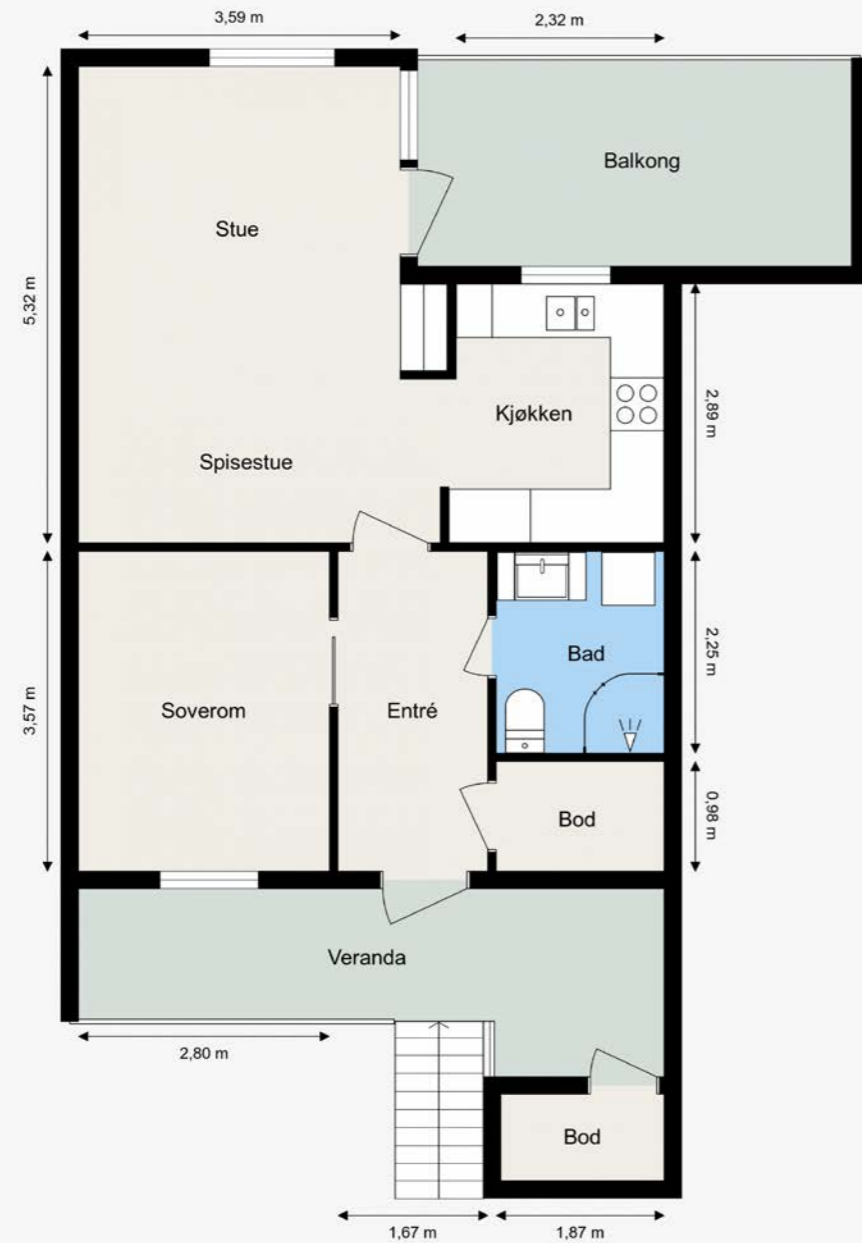 3,59 m
2,32 m
Balkong
Stue
5,32 m
Kjøkken
2,89 m
Spisestue
Bad
2,25 m
Soverom
Entré
3,57 m
Bod
0,98 m
Veranda
2,80 m
Bod
1,67 m
1,87 m